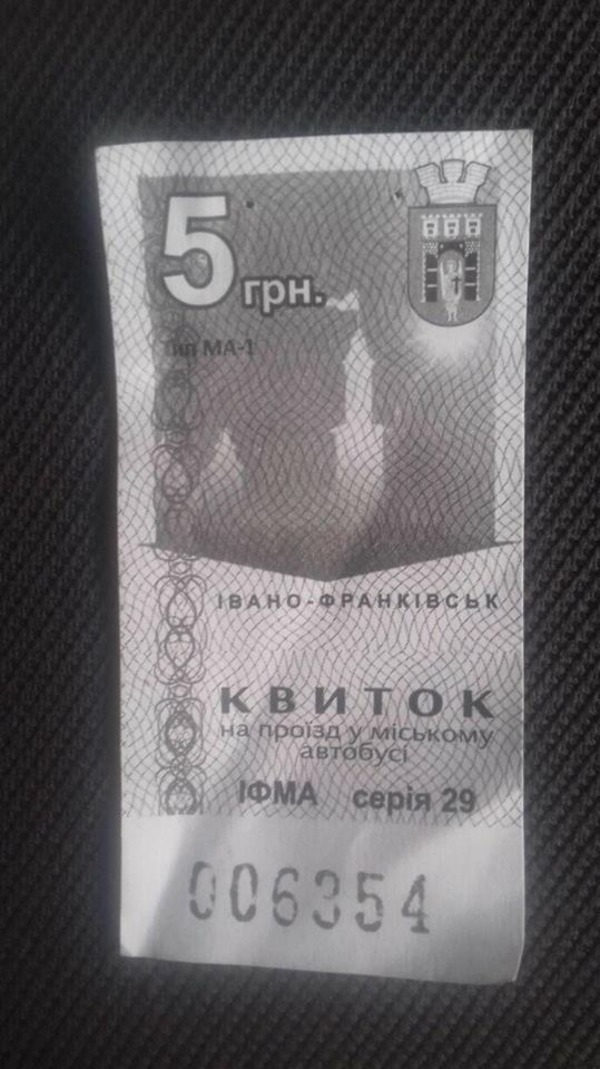 5 грн.
Тип МА-1
ІВАНО-ФРАНКІВСЬК
КВИТОК
на проїзд у міському
автобусі
ІФМА серія 29
006354